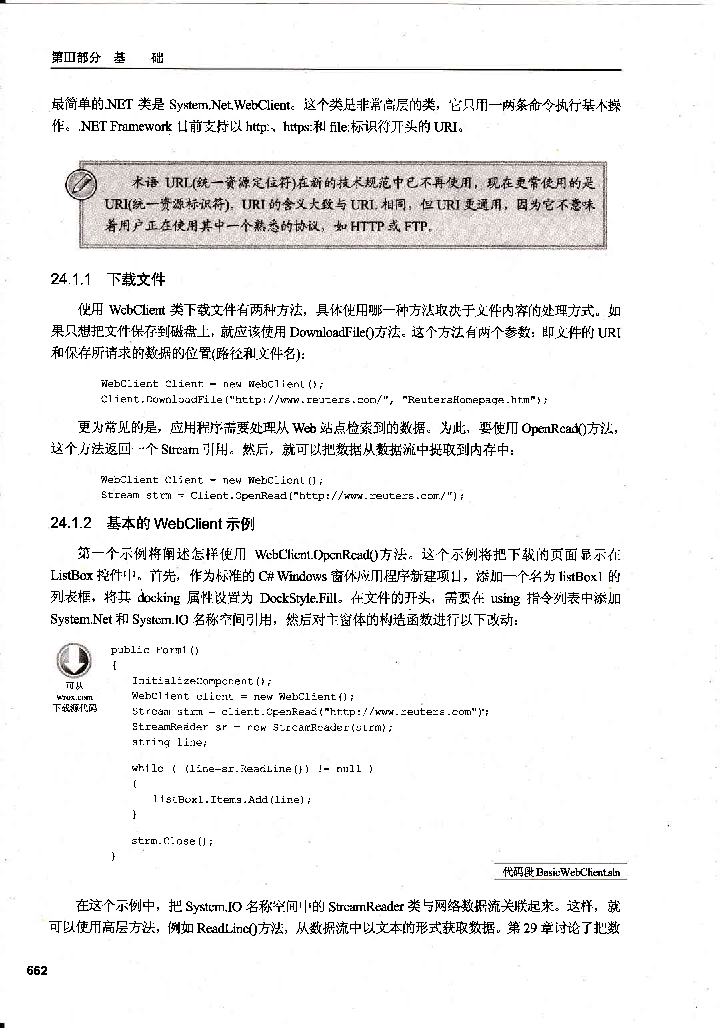 第III部分 基 础
最简单的.NET 类是 System.Net.WebClient。这个类是非常高层的类，它只用一两条命令执行基本操
作。.NET Framework 目前支持以 http:、https:和 file:标识符开头的 URI。
术语 URL(统一资源定位符)在新的技术规范中已不再使用，现在更常使用的是
URI(统一资源标识符)。URI 的含义大致与 URL 相同，但 URI 更通用，因为它不意味
着用户正在使用其中一个熟悉的协议，如 HTTP 或 FTP。
24.1.1 下载文件
使用 WebClient 类下载文件有两种方法，具体使用哪一种方法取决于文件内容的处理方式。如
果只想把文件保存到磁盘上，就应该使用 DownloadFile()方法。这个方法有两个参数：即文件的 URI
和保存所请求的数据的位置(路径和文件名)：
WebClient Client = new WebClient();
Client.DownloadFile("http://www.reuters.com/", "ReutersHomepage.htm");
更为常见的是，应用程序需要处理从 Web 站点检索到的数据。为此，要使用 OpenRead()方法，
这个方法返回一个 Stream 引用。然后，就可以把数据从数据流中提取到内存中：
WebClient Client = new WebClient();
Stream strm = Client.OpenRead("http://www.reuters.com/");
24.1.2 基本的 WebClient 示例
第一个示例将阐述怎样使用 WebClient.OpenRead()方法。这个示例将把下载的页面显示在
ListBox 控件中。首先，作为标准的 C# Windows 窗体应用程序新建项目，添加一个名为 listBox1 的
列表框，将其 docking 属性设置为 DockStyle.Fill。在文件的开头，需要在 using 指令列表中添加
System.Net 和 System.IO 名称空间引用，然后对主窗体的构造函数进行以下改动：
可从
wrox.com
下载源代码
public Form1()
{
InitializeComponent();
WebClient client = new WebClient();
Stream strm = client.OpenRead("http://www.reuters.com");
StreamReader sr = new StreamReader(strm);
string line;
while ( (line=sr.ReadLine()) != null )
{
listBox1.Items.Add(line);
}
strm.Close();
}
代码段 BasicWebClient.sln
在这个示例中，把 System.IO 名称空间中的 StreamReader 类与网络数据流关联起来。这样，就
可以使用高层方法，例如 ReadLine()方法，从数据流中以文本的形式获取数据。第 29 章讨论了把数
662